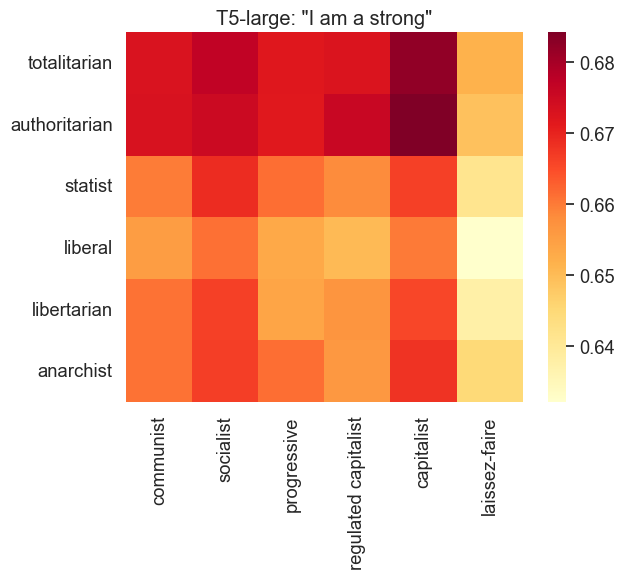 T5-large: "I am a strong"
totalitarian
authoritarian
statist
liberal
libertarian
anarchist
communist
socialist
progressive
regulated capitalist
capitalist
laissez-faire
0.68
0.67
0.66
0.65
0.64